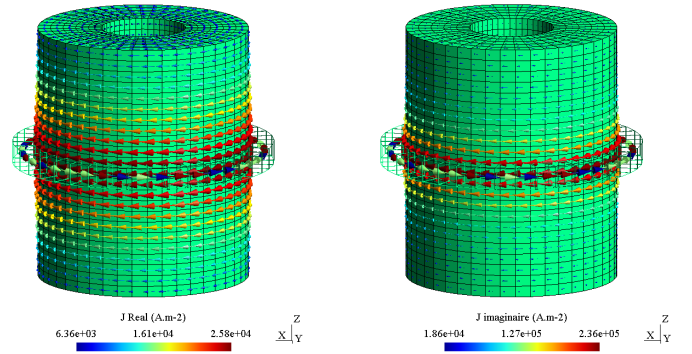 J Real (A.m-2)
6.36e+03 1.61e+04 2.58e+04
Z
X Y
J imaginaire (A.m-2)
1.86e+04 1.27e+05 2.36e+05
Z
X Y